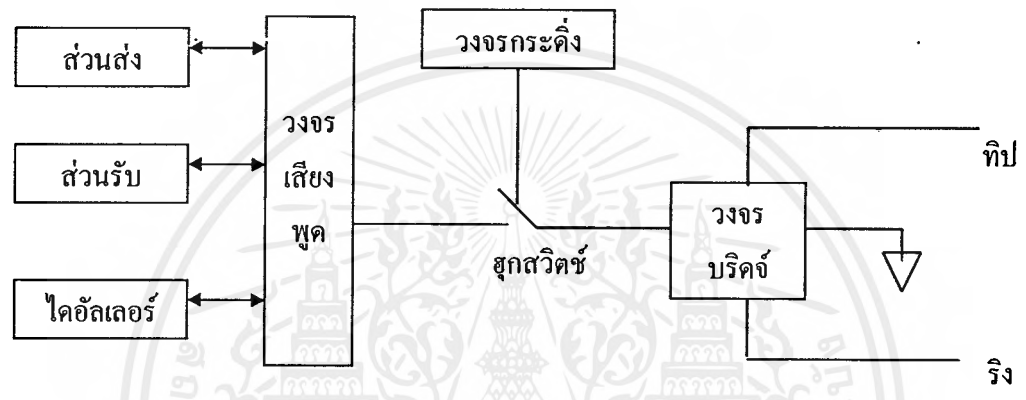 วงจรกระดิ่ง
ส่วนส่ง
วงจร
เสียง
พูด
ส่วนรับ
ไดอัลเลอร์
ฮุกสวิตช์
วงจร
บริดจ์
ทิป
ริง